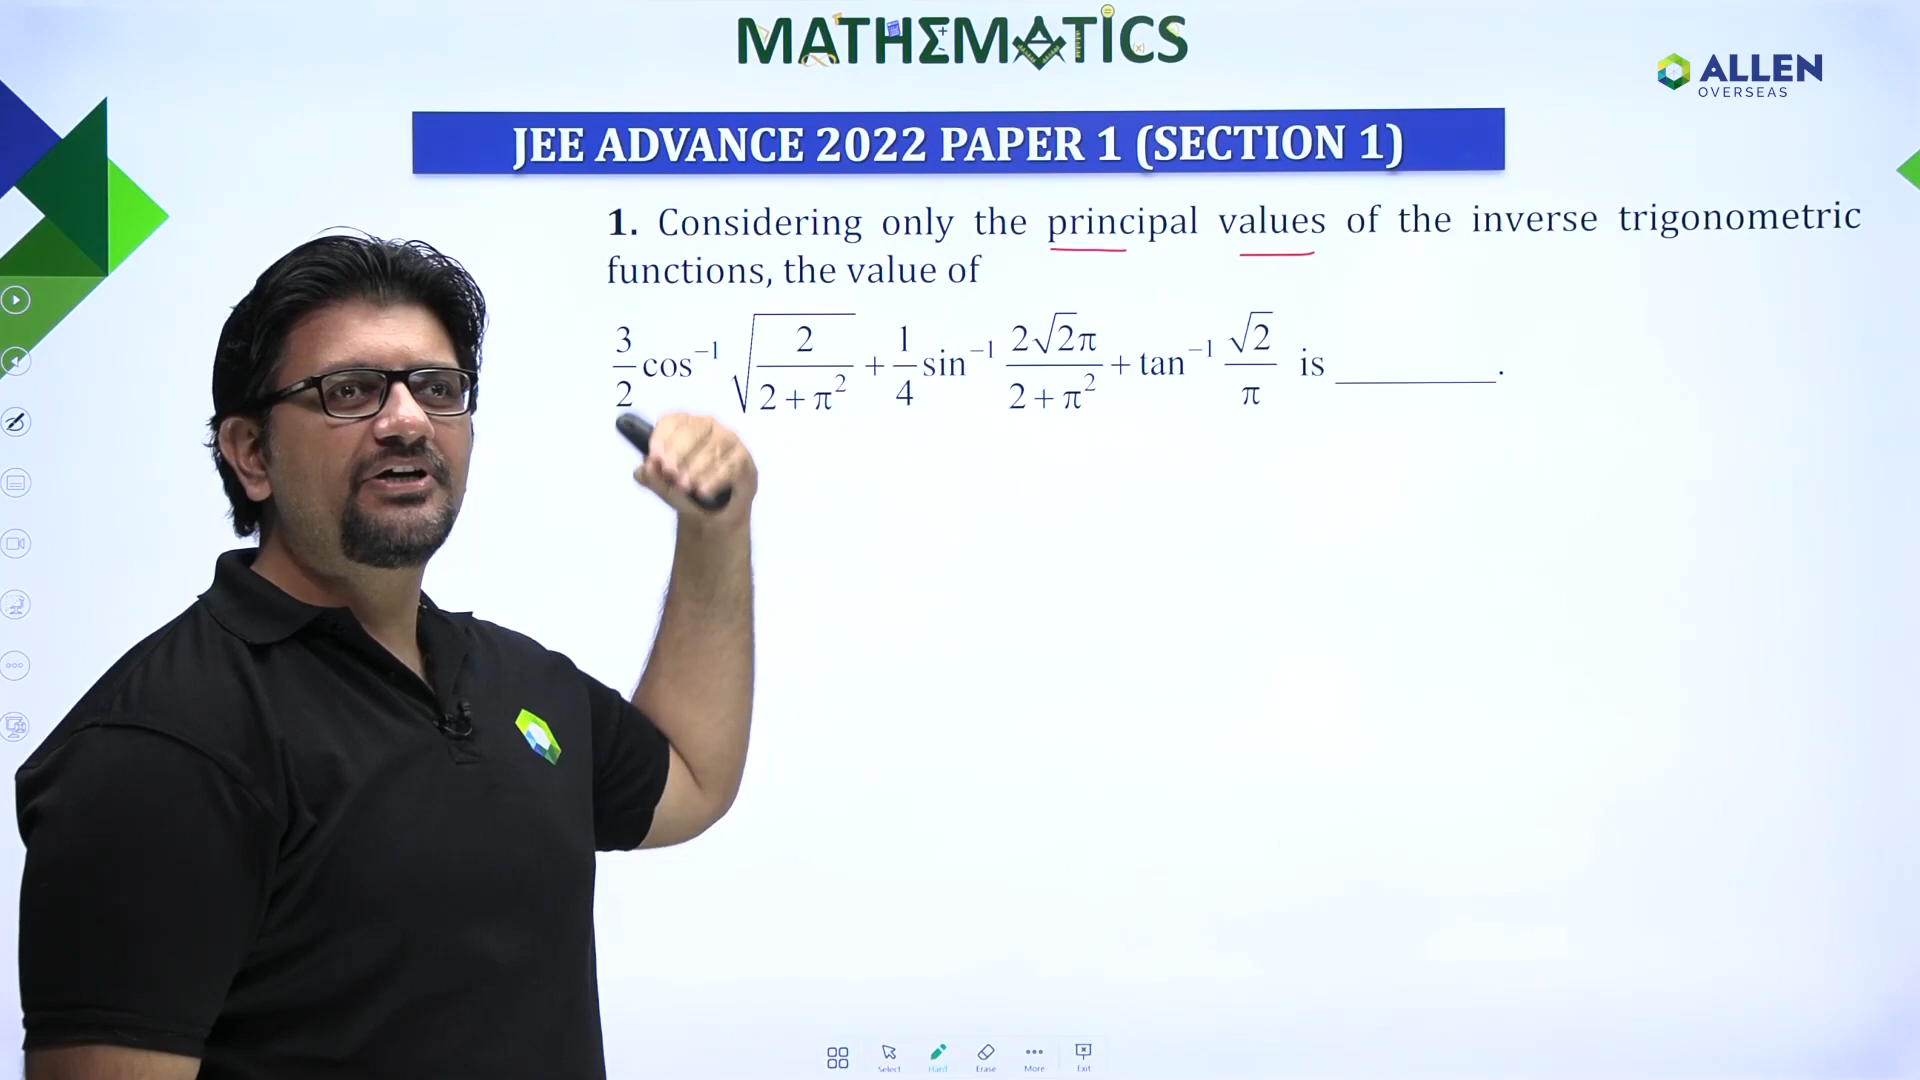 MATHΣMATICS
ALLEN
OVERSEAS
JEE ADVANCE 2022 PAPER 1 (SECTION 1)
1. Considering only the principal values of the inverse trigonometric
functions, the value of
3/2 cos⁻¹ √(2/(2+π²)) + 1/4 sin⁻¹ (2√2π)/(2+π²) + tan⁻¹ √2/π is ________.
Select Hard Erase More Exit